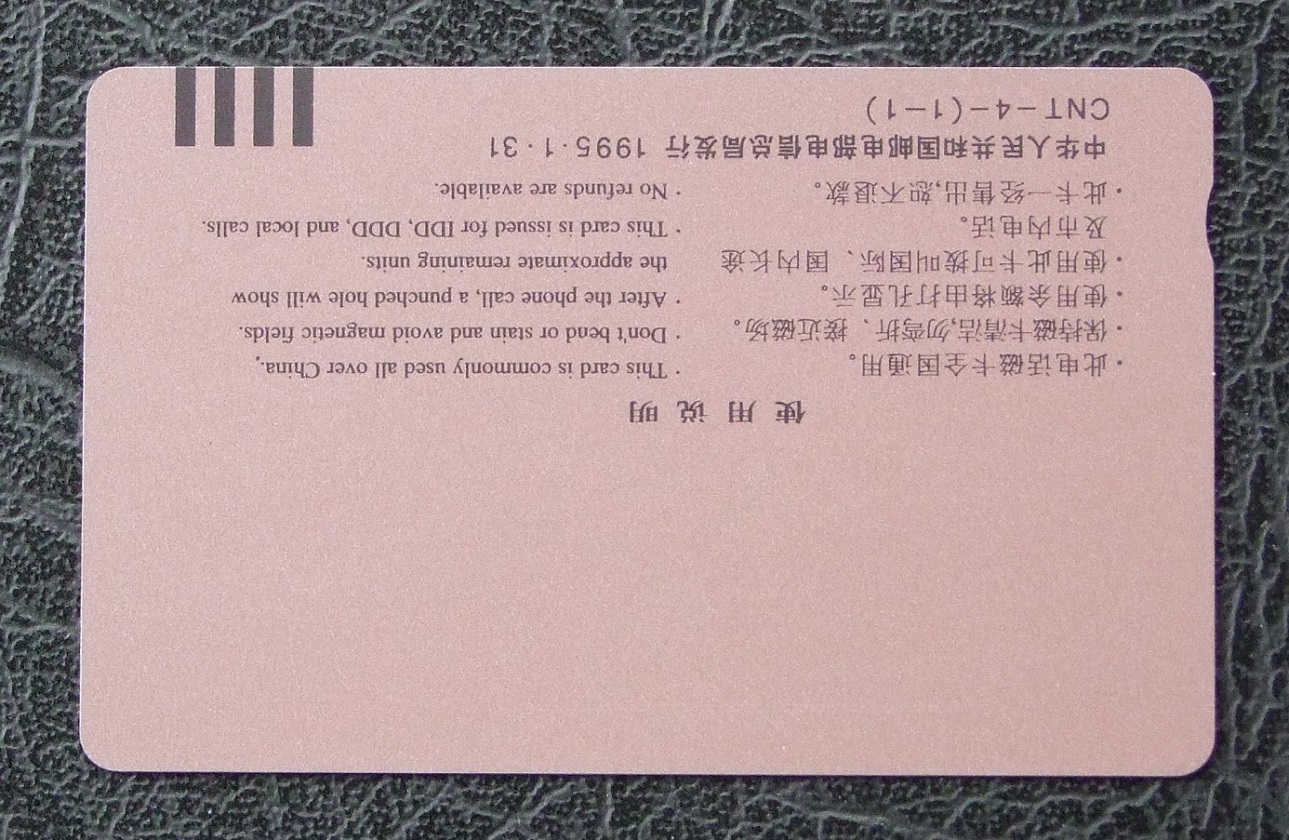 使用说明
·此电话磁卡全国通用。
·保持磁卡清洁,勿弯折、接近磁场。
·使用余额将由打孔显示。
·使用此卡可拨叫国际、国内长途
及市内电话。
·此卡一经售出,恕不退款。
·This card is commonly used all over China.
·Don't bend or stain and avoid magnetic fields.
·After the phone call, a punched hole will show
the approximate remaining units.
·This card is issued for IDD, DDD, and local calls.
·No refunds are available.
中华人民共和国邮电部电信总局发行 1995·1·31
CNT-4-(1-1)